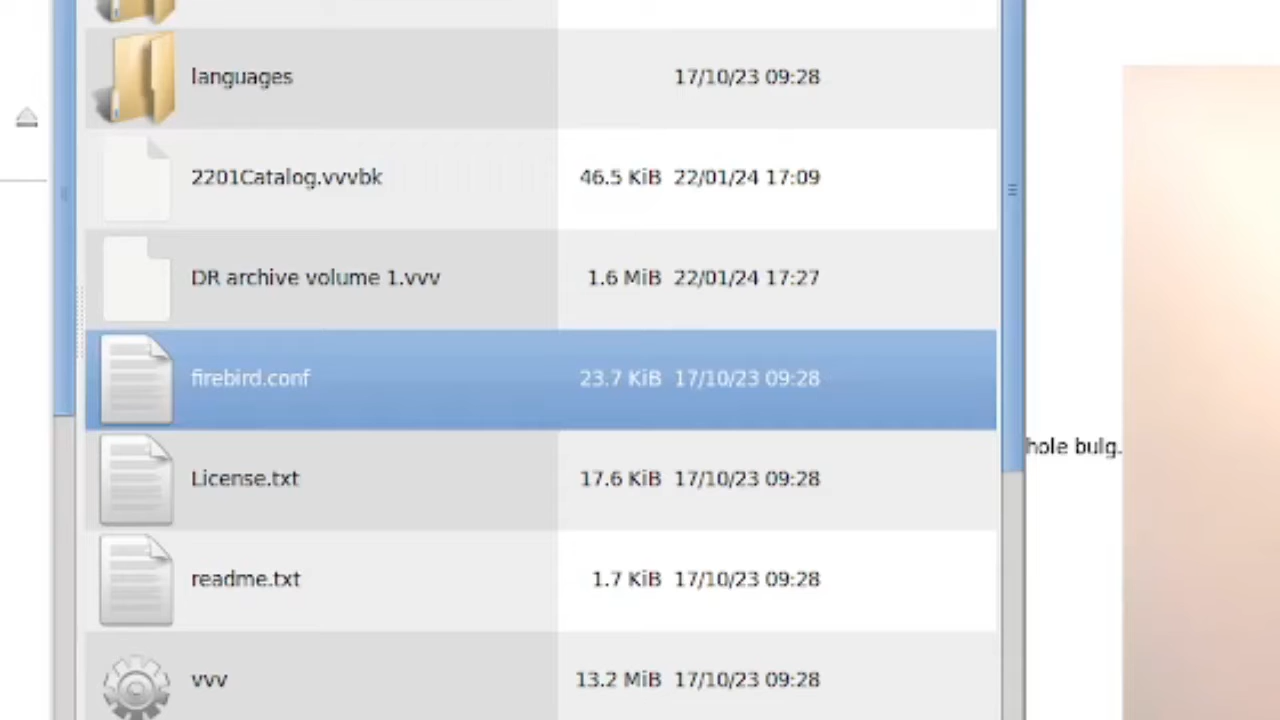 languages 17/10/23 09:28
2201Catalog.vvvbk 46.5 KiB 22/01/24 17:09
DR archive volume 1.vvv 1.6 MiB 22/01/24 17:27
firebird.conf 23.7 KiB 17/10/23 09:28
hole bulg.
License.txt 17.6 KiB 17/10/23 09:28
readme.txt 1.7 KiB 17/10/23 09:28
vvv 13.2 MiB 17/10/23 09:28